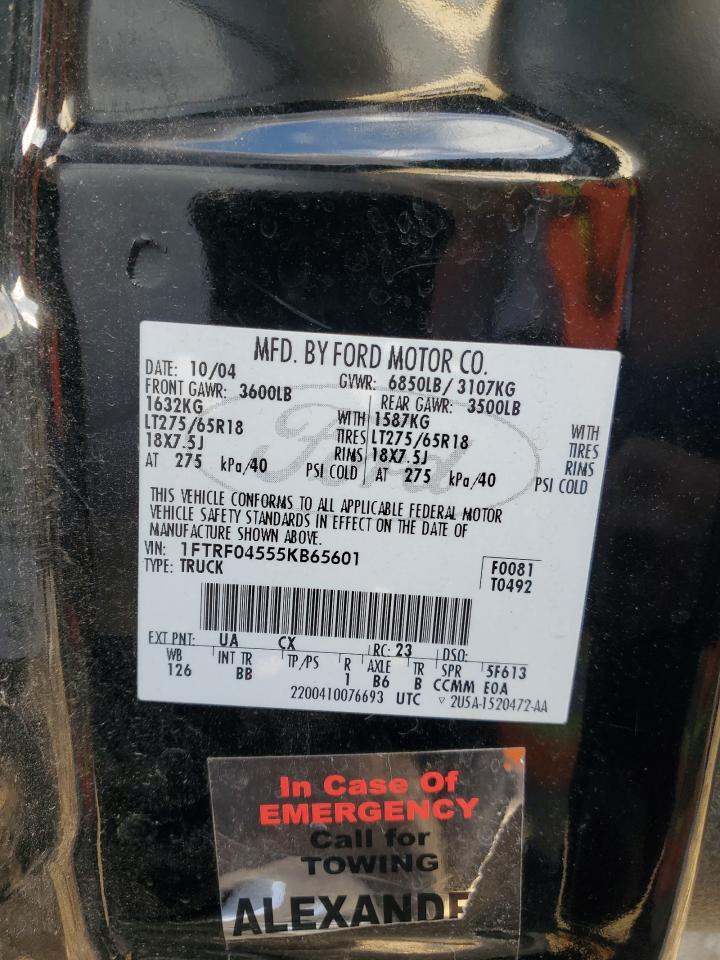 MFD. BY FORD MOTOR CO.
DATE: 10/04 GVWR: 6850LB / 3107KG
FRONT GAWR: 3600LB REAR GAWR: 3500LB
1632KG WITH 1587KG WITH
LT275/65R18 TIRES LT275/65R18 TIRES
18X7.5J RIMS 18X7.5J RIMS
AT 275 kPa/40 PSI COLD AT 275 kPa/40 PSI COLD
Ford
THIS VEHICLE CONFORMS TO ALL APPLICABLE FEDERAL MOTOR
VEHICLE SAFETY STANDARDS IN EFFECT ON THE DATE OF
MANUFACTURE SHOWN ABOVE.
VIN: 1FTRF04555KB65601 F0081
TYPE: TRUCK T0492
EXT PNT: UA CX RC: 23 DSO:
WB INT TR TP/PS R AXLE TR SPR 5F613
126 BB 1 B6 B CCMM E0A
2200410076693 UTC ▽ 2U5A-1520472-AA
In Case Of
EMERGENCY
Call for
TOWING
ALEXANDE